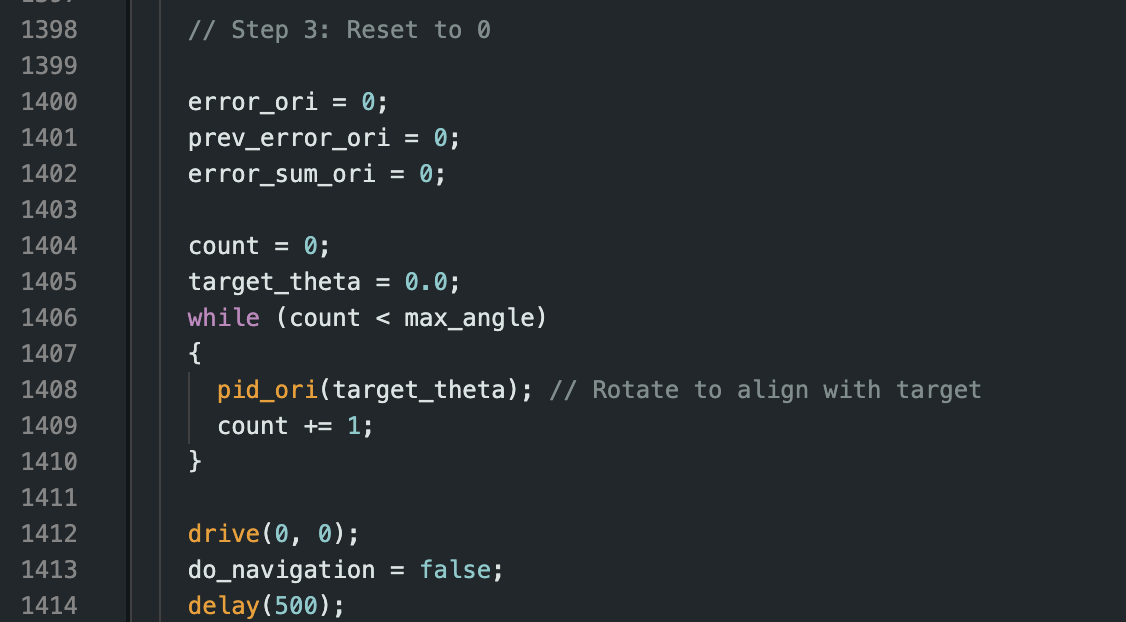 1398 // Step 3: Reset to 0
1399
1400 error_ori = 0;
1401 prev_error_ori = 0;
1402 error_sum_ori = 0;
1403
1404 count = 0;
1405 target_theta = 0.0;
1406 while (count < max_angle)
1407 {
1408 pid_ori(target_theta); // Rotate to align with target
1409 count += 1;
1410 }
1411
1412 drive(0, 0);
1413 do_navigation = false;
1414 delay(500);